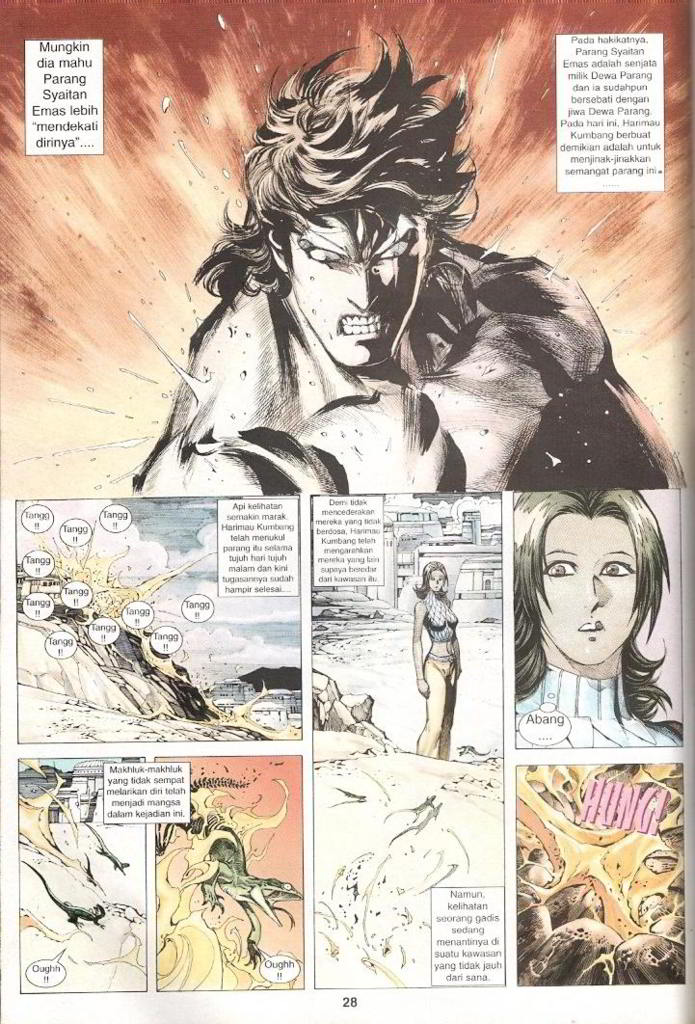 Mungkin
dia mahu
Parang
Syaitan
Emas lebih
"mendekati
dirinya"....
Pada hakikatnya,
Parang Syaitan
Emas adalah senjata
milik Dewa Parang
dan ia sudahpun
bersebati dengan
jiwa Dewa Parang.
Pada hari ini, Harimau
Kumbang berbuat
demikian adalah untuk
menjinak-jinakkan
semangat parang ini.
......
Tangg
!!
Tangg
!!
Tangg
!!
Tangg
!!
Tangg
!!
Tangg
!!
Tangg
!!
Tangg
!!
Tangg
!!
Tangg
!!
Tangg
!!
Api kelihatan
semakin marak.
Harimau Kumbang
telah menukul
parang itu selama
tujuh hari tujuh
malam dan kini
tugasannya sudah
hampir selesai....
Demi tidak
mencederakan
mereka yang tidak
berdosa, Harimau
Kumbang telah
mengarahkan
mereka yang lain
supaya beredar
dari kawasan itu.
Abang
....
Makhluk-makhluk
yang tidak sempat
melarikan diri telah
menjadi mangsa
dalam kejadian ini.
Oughh
!!
Oughh
!!
Namun,
kelihatan
seorang gadis
sedang
menantinya di
suatu kawasan
yang tidak jauh
dari sana.
HUNG!
28